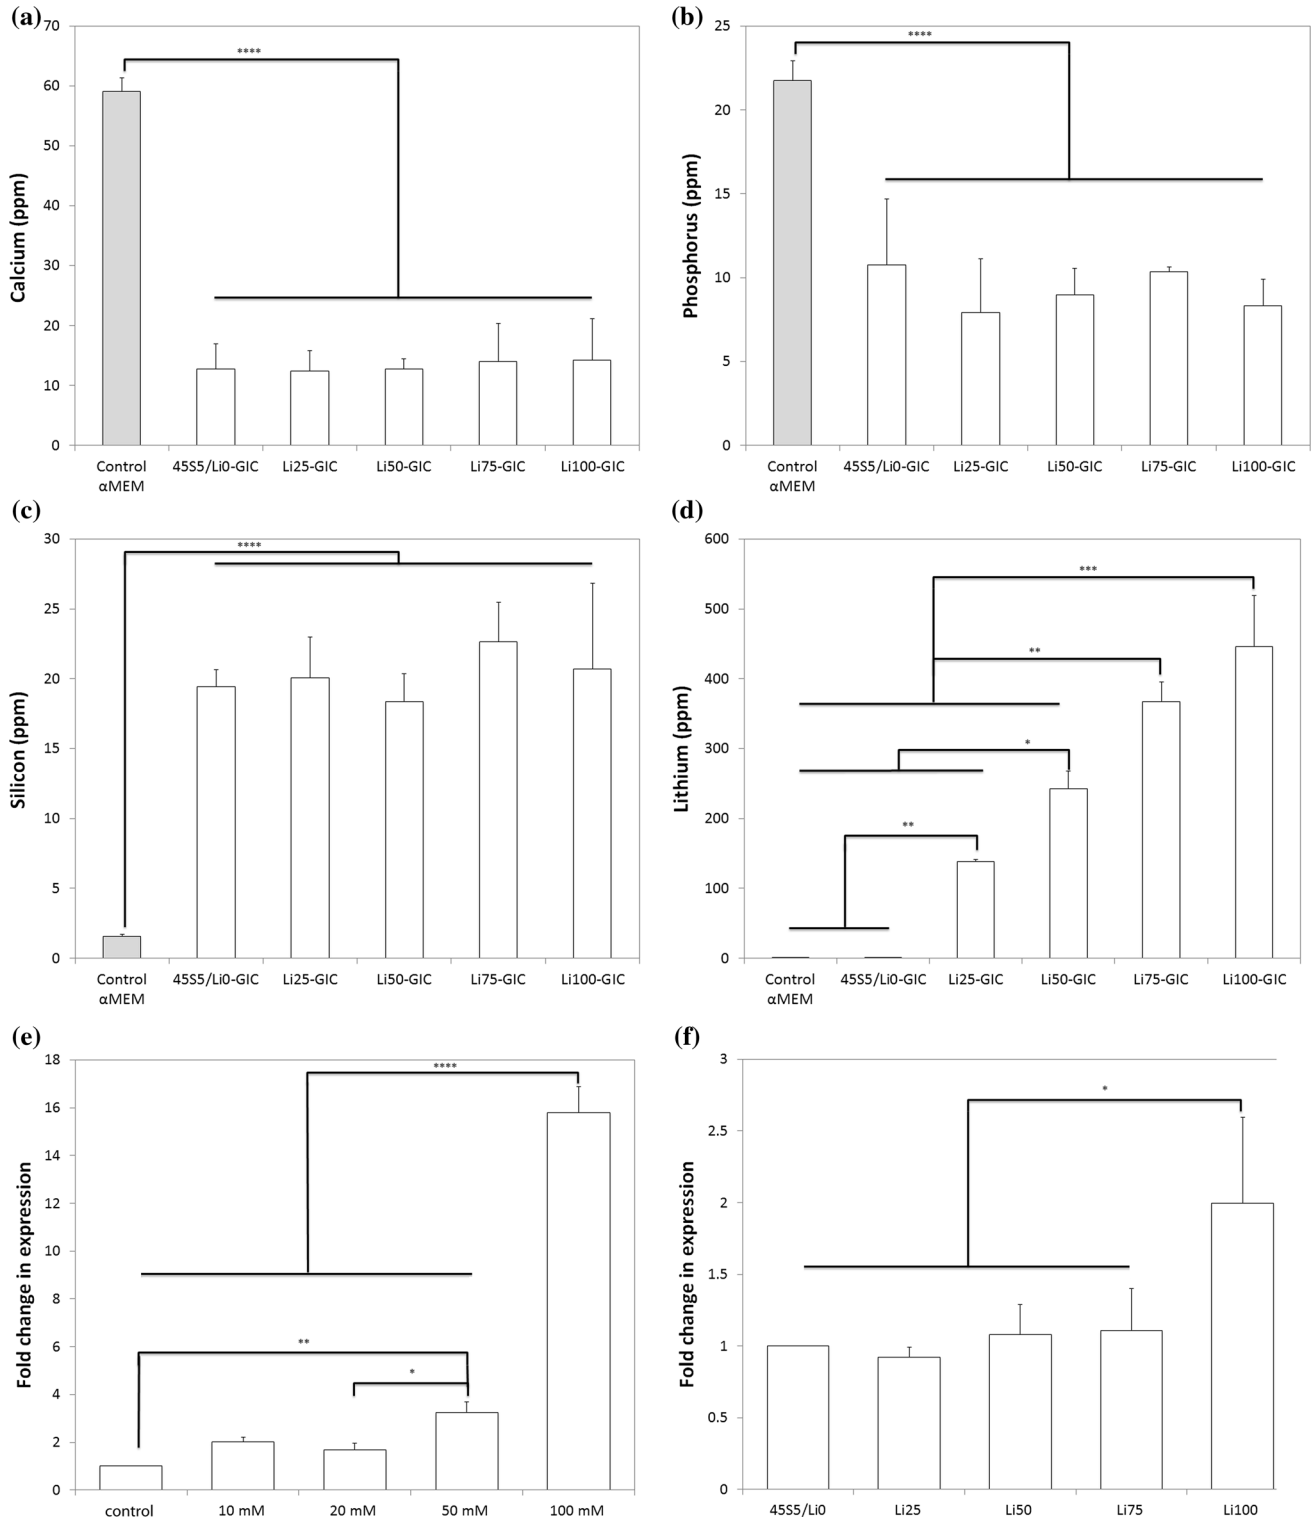 (a)
70
60
50
40
30
20
10
0
Calcium (ppm)
****
Control αMEM
45S5/Li0-GIC
Li25-GIC
Li50-GIC
Li75-GIC
Li100-GIC
(b)
25
20
15
10
5
0
Phosphorus (ppm)
****
Control αMEM
45S5/Li0-GIC
Li25-GIC
Li50-GIC
Li75-GIC
Li100-GIC
(c)
30
25
20
15
10
5
0
Silicon (ppm)
****
Control αMEM
45S5/Li0-GIC
Li25-GIC
Li50-GIC
Li75-GIC
Li100-GIC
(d)
600
500
400
300
200
100
0
Lithium (ppm)
***
**
*
**
Control αMEM
45S5/Li0-GIC
Li25-GIC
Li50-GIC
Li75-GIC
Li100-GIC
(e)
18
16
14
12
10
8
6
4
2
0
Fold change in expression
****
**
*
control
10 mM
20 mM
50 mM
100 mM
(f)
3
2.5
2
1.5
1
0.5
0
Fold change in expression
*
45S5/Li0
Li25
Li50
Li75
Li100